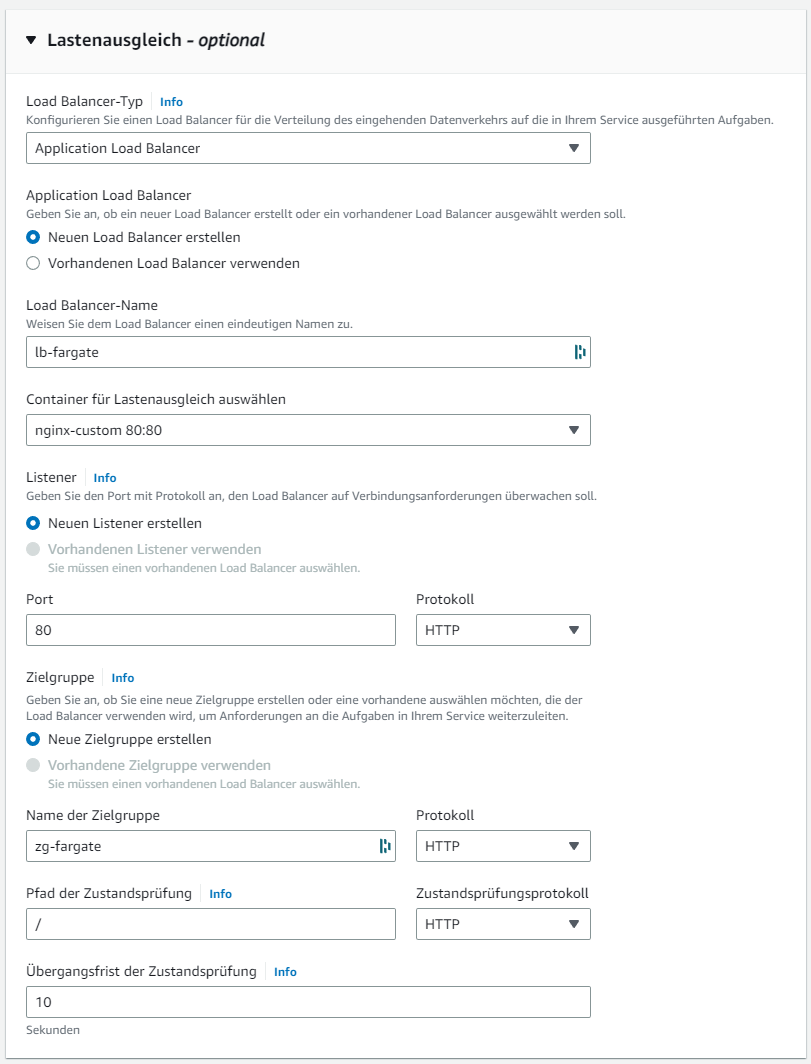 Lastenausgleich - optional
Load Balancer-Typ Info
Konfigurieren Sie einen Load Balancer für die Verteilung des eingehenden Datenverkehrs auf die in Ihrem Service ausgeführten Aufgaben.
Application Load Balancer
Application Load Balancer
Geben Sie an, ob ein neuer Load Balancer erstellt oder ein vorhandener Load Balancer ausgewählt werden soll.
Neuen Load Balancer erstellen
Vorhandenen Load Balancer verwenden
Load Balancer-Name
Weisen Sie dem Load Balancer einen eindeutigen Namen zu.
lb-fargate
Container für Lastenausgleich auswählen
nginx-custom 80:80
Listener Info
Geben Sie den Port mit Protokoll an, den Load Balancer auf Verbindungsanforderungen überwachen soll.
Neuen Listener erstellen
Vorhandenen Listener verwenden
Sie müssen einen vorhandenen Load Balancer auswählen.
Port Protokoll
80 HTTP
Zielgruppe Info
Geben Sie an, ob Sie eine neue Zielgruppe erstellen oder eine vorhandene auswählen möchten, die der
Load Balancer verwenden wird, um Anforderungen an die Aufgaben in Ihrem Service weiterzuleiten.
Neue Zielgruppe erstellen
Vorhandene Zielgruppe verwenden
Sie müssen einen vorhandenen Load Balancer auswählen.
Name der Zielgruppe Protokoll
zg-fargate HTTP
Pfad der Zustandsprüfung Info Zustandsprüfungsprotokoll
/ HTTP
Übergangsfrist der Zustandsprüfung Info
10
Sekunden